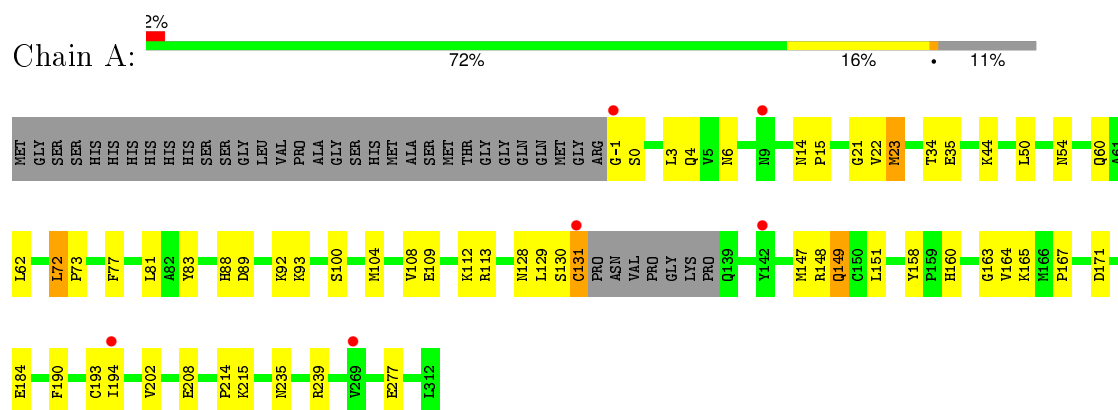 2%
Chain A:
72% 16% • 11%
MET GLY SER SER HIS HIS HIS HIS HIS HIS SER SER GLY LEU VAL PRO ALA GLY SER HIS MET ALA SER MET THR GLY GLY GLN GLN MET GLY ARG G-1 S0 L3 Q4 V5 N6 N9 N14 P15 G21 V22 M23 T34 E35 K44 L50 N54 Q60 A61
L62 L72 F73 F77 L81 A82 Y83 H88 D89 K92 K93 S100 M104 V108 E109 K112 R113 N128 L129 S130 C131 PRO ASN VAL PRO GLY LYS PRO Q139 Y142 M147 R148 Q149 C150 L151 Y158 P159 H160 G163 V164 K165 M166 P167 D171
E184 F190 C193 I194 V202 E208 P214 K215 N235 R239 V269 E277 L312